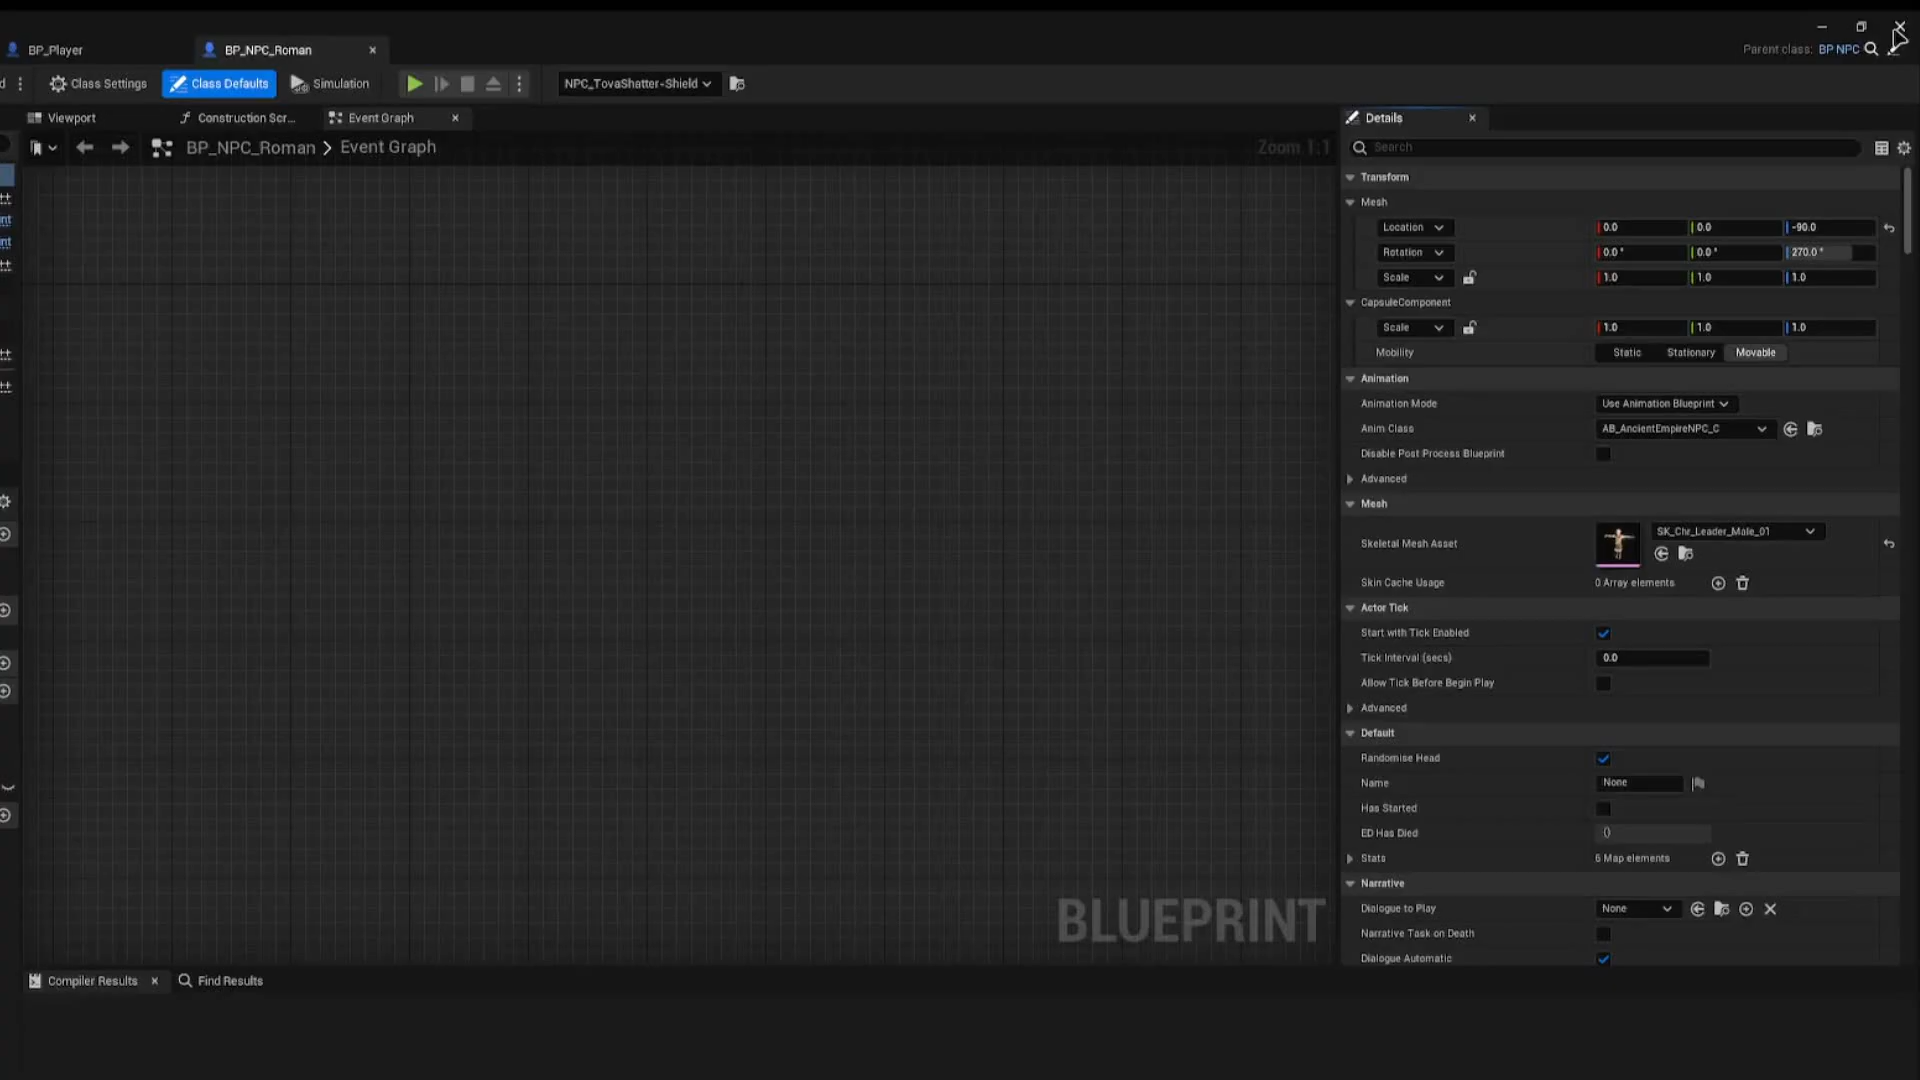 BP_Player
BP_NPC_Roman
Parent class: BP NPC
d
Class Settings
Class Defaults
Simulation
NPC_TovaShatter-Shield
Viewport
Construction Scr...
Event Graph
BP_NPC_Roman > Event Graph
Zoom 1:1
nt
nt
BLUEPRINT
Details
Search
Transform
Mesh
Location 0.0 0.0 -90.0
Rotation 0.0 ° 0.0 ° 270.0 °
Scale 1.0 1.0 1.0
CapsuleComponent
Scale 1.0 1.0 1.0
Mobility Static Stationary Movable
Animation
Animation Mode Use Animation Blueprint
Anim Class AB_AncientEmpireNPC_C
Disable Post Process Blueprint
Advanced
Mesh
Skeletal Mesh Asset SK_Chr_Leader_Male_01
Skin Cache Usage 0 Array elements
Actor Tick
Start with Tick Enabled
Tick Interval (secs) 0.0
Allow Tick Before Begin Play
Advanced
Default
Randomise Head
Name None
Has Started
ED Has Died ()
Stats 6 Map elements
Narrative
Dialogue to Play None
Narrative Task on Death
Dialogue Automatic
Compiler Results
Find Results